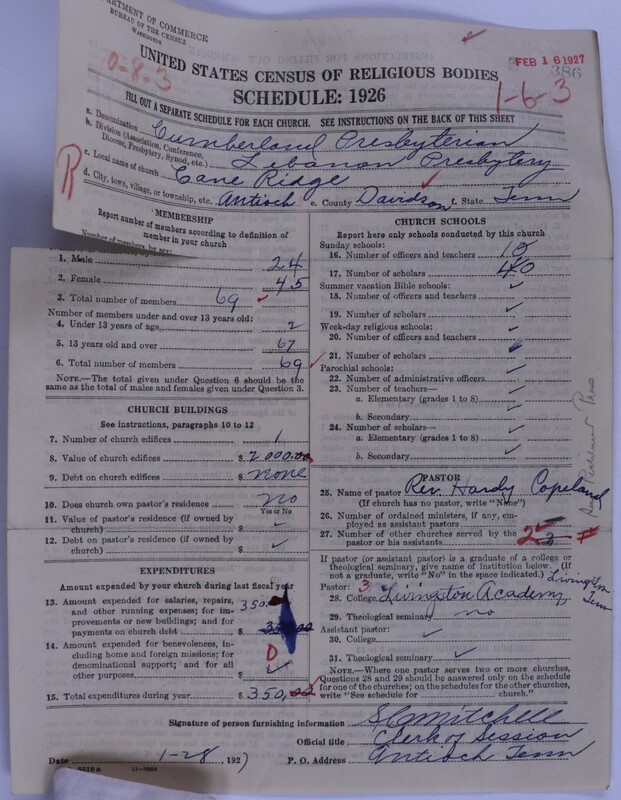 DEPARTMENT OF COMMERCE
BUREAU OF THE CENSUS
WASHINGTON
0-8-3
FEB 16 1927
386
UNITED STATES CENSUS OF RELIGIOUS BODIES
SCHEDULE: 1926
1-6-3
FILL OUT A SEPARATE SCHEDULE FOR EACH CHURCH. SEE INSTRUCTIONS ON THE BACK OF THIS SHEET
a. Denomination Cumberland Presbyterian
b. Division (Association, Conference, Diocese, Presbytery, Synod, etc.) Lebanon Presbytery
c. Local name of church Cane Ridge
R
d. City, town, village, or township, etc. Antioch e. County Davidson f. State Tenn
MEMBERSHIP
Report number of members according to definition of member in your church
Number of members, by sex:
1. Male 24
2. Female 45
3. Total number of members 69
Number of members under and over 13 years old:
4. Under 13 years of age 2
5. 13 years old and over 67
6. Total number of members 69
NOTE.—The total given under Question 6 should be the same as the total of males and females given under Question 3.
CHURCH BUILDINGS
See instructions, paragraphs 10 to 12
7. Number of church edifices 1
8. Value of church edifices $ 2000.00
9. Debt on church edifices $ none
10. Does church own pastor's residence? no
Yes or No
11. Value of pastor's residence (if owned by church) $ ✓
12. Debt on pastor's residence (if owned by church) $ ✓
EXPENDITURES
Amount expended by your church during last fiscal year
13. Amount expended for salaries, repairs, and other running expenses; for improvements or new buildings; and for payments on church debt $ 350.
14. Amount expended for benevolences, including home and foreign missions; for denominational support; and for all other purposes $ 0 ✓
15. Total expenditures during year $ 350.00
CHURCH SCHOOLS
Report here only schools conducted by this church
Sunday schools:
16. Number of officers and teachers 15
17. Number of scholars 40
Summer vacation Bible schools:
18. Number of officers and teachers ✓
19. Number of scholars ✓
Week-day religious schools:
20. Number of officers and teachers ✓
21. Number of scholars ✓
Parochial schools:
22. Number of administrative officers ✓
23. Number of teachers—
a. Elementary (grades 1 to 8) ✓
b. Secondary ✓
24. Number of scholars—
a. Elementary (grades 1 to 8) ✓
b. Secondary ✓
PASTOR
25. Name of pastor Rev. Hardy Copeland
(If church has no pastor, write "None")
26. Number of ordained ministers, if any, employed as assistant pastors
27. Number of other churches served by the pastor or his assistants 2
If pastor (or assistant pastor) is a graduate of a college or theological seminary, give name of institution below. (If not a graduate, write "No" in the space indicated.)
Pastor: 3
28. College Livingston Academy, Livingston Tenn
29. Theological seminary no
Assistant pastor:
30. College ✓
31. Theological seminary ✓
NOTE.—Where one pastor serves two or more churches, Questions 28 and 29 should be answered only on the schedule for one of the churches; on the schedules for the other churches, write "See schedule for church."
Signature of person furnishing information S C Mitchell
Official title Clerk of Session
Date 1-28, 1927 P. O. Address Antioch Tenn